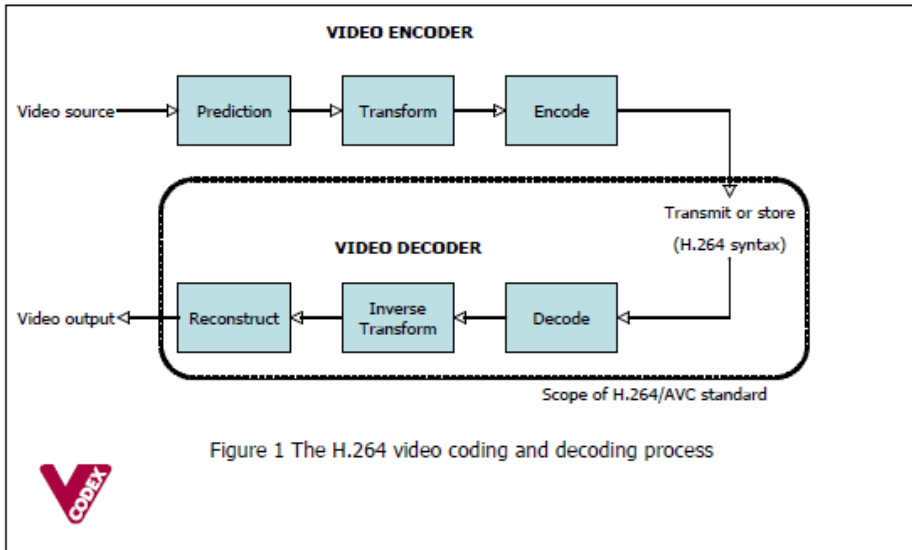 VIDEO ENCODER
Video source
Prediction
Transform
Encode
Transmit or store
(H.264 syntax)
VIDEO DECODER
Video output
Reconstruct
Inverse
Transform
Decode
Scope of H.264/AVC standard
Figure 1 The H.264 video coding and decoding process
V
CODEX